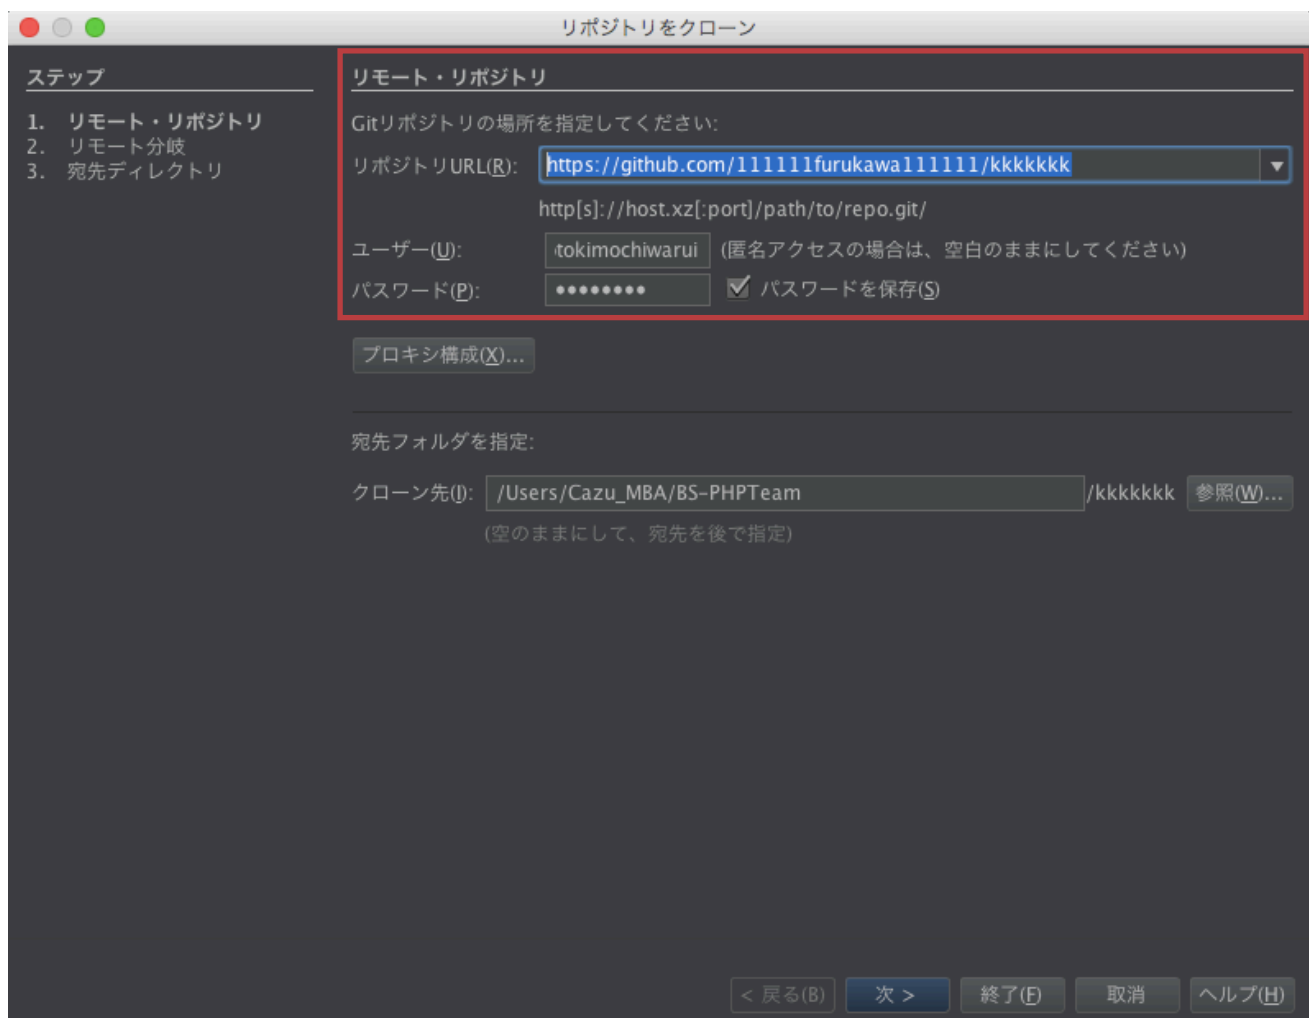 リポジトリをクローン
ステップ
1. リモート・リポジトリ
2. リモート分岐
3. 宛先ディレクトリ
リモート・リポジトリ
Gitリポジトリの場所を指定してください:
リポジトリURL(R): https://github.com/111111furukawa111111/kkkkkkk
http[s]://host.xz[:port]/path/to/repo.git/
ユーザー(U): tokimochiwarui (匿名アクセスの場合は、空白のままにしてください)
パスワード(P): •••••••• パスワードを保存(S)
プロキシ構成(X)...
宛先フォルダを指定:
クローン先(I): /Users/Cazu_MBA/BS-PHPTeam /kkkkkkk 参照(W)...
(空のままにして、宛先を後で指定)
< 戻る(B) 次 > 終了(F) 取消 ヘルプ(H)